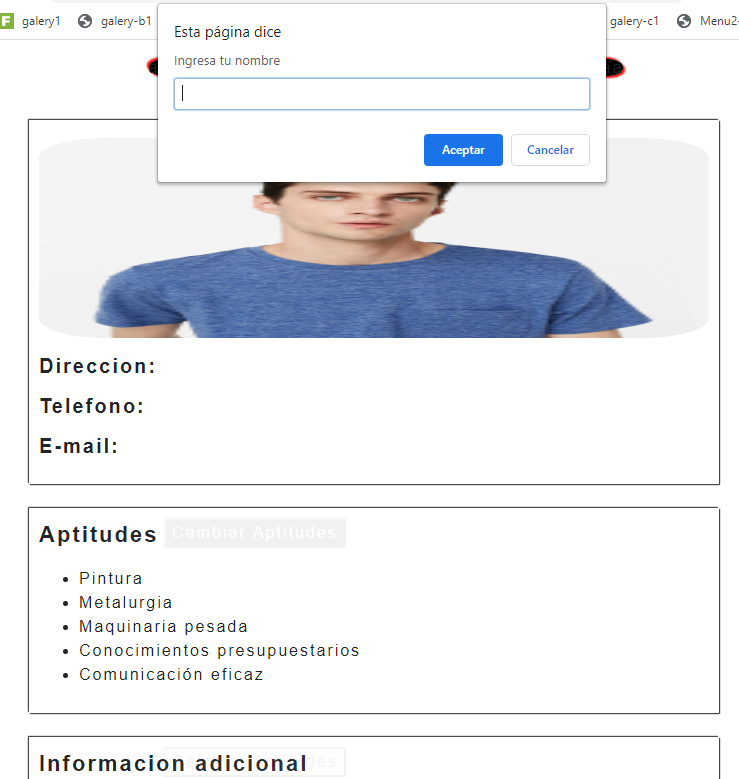 galery1 galery-b1 galery-c1 Menu2-
Esta página dice
Ingresa tu nombre
Aceptar Cancelar
Direccion:
Telefono:
E-mail:
Aptitudes Cambiar Aptitudes
Pintura
Metalurgia
Maquinaria pesada
Conocimientos presupuestarios
Comunicación eficaz
Informacion adicional